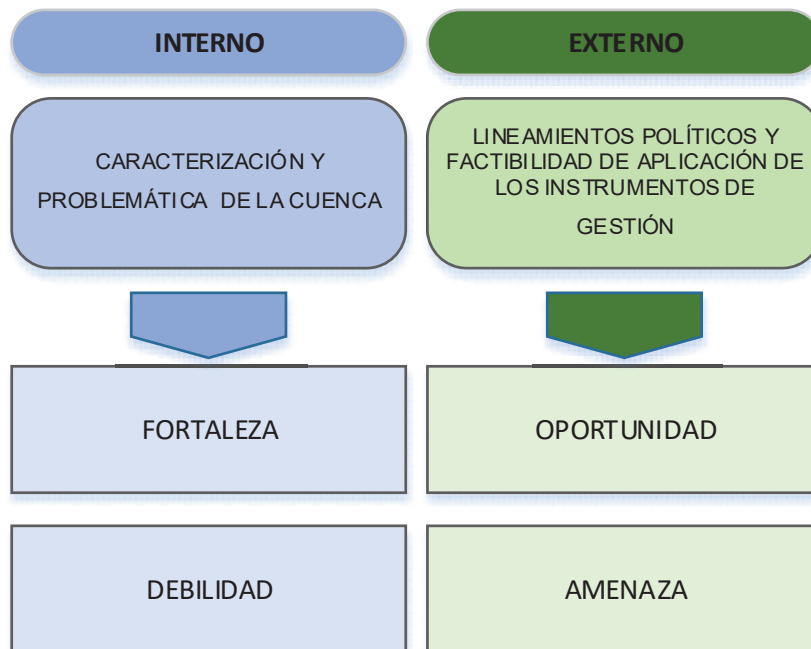 INTERNO
EXTERNO
CARACTERIZACIÓN Y
PROBLEMÁTICA DE LA CUENCA
LINEAMIENTOS POLÍTICOS Y
FACTIBILIDAD DE APLICACIÓN DE
LOS INSTRUMENTOS DE
GESTIÓN
FORTALEZA
OPORTUNIDAD
DEBILIDAD
AMENAZA